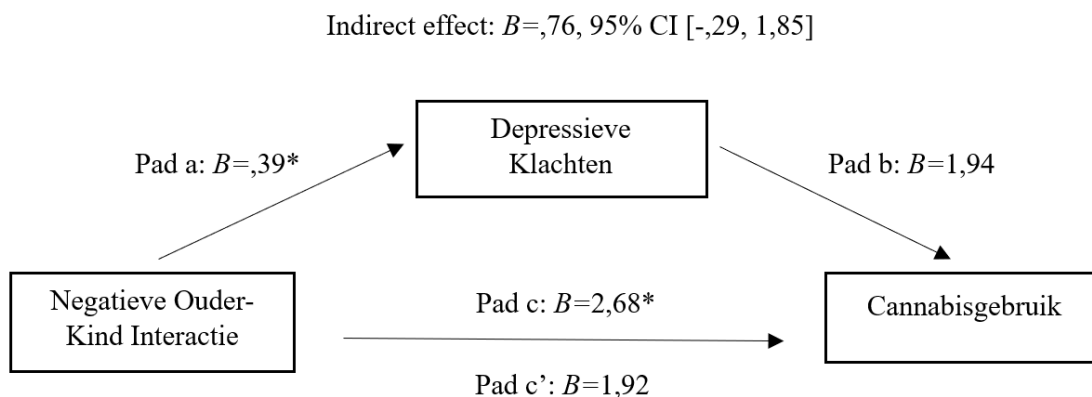 Indirect effect: B=,76, 95% CI [-,29, 1,85]
Depressieve
Klachten
Pad a: B=,39*
Pad b: B=1,94
Negatieve Ouder-
Kind Interactie
Pad c: B=2,68*
Cannabisgebruik
Pad c’: B=1,92